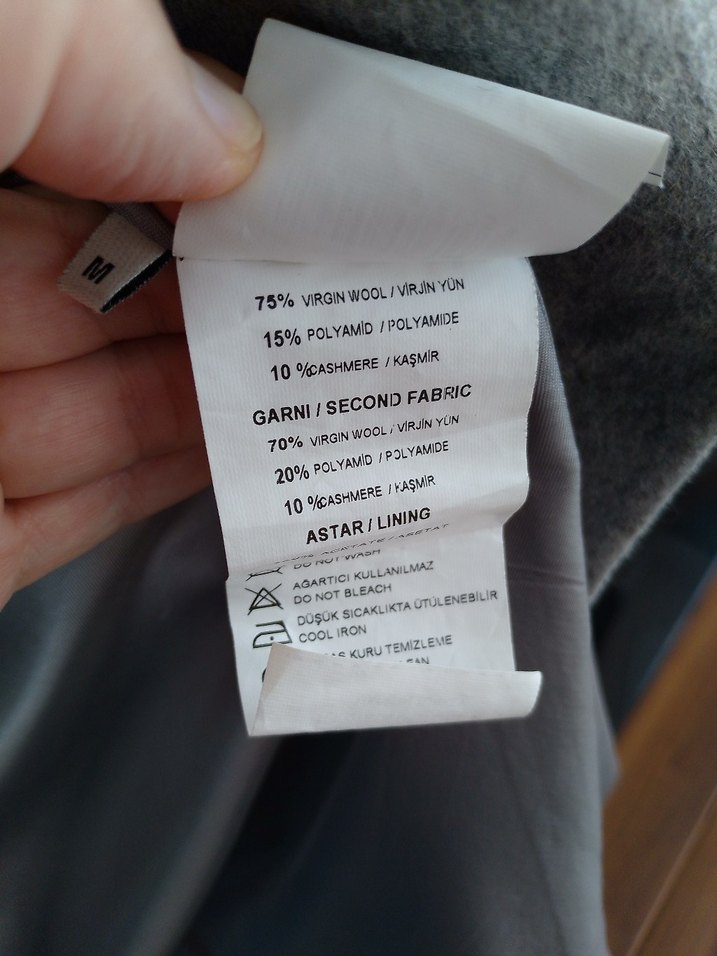 M
75% VIRGIN WOOL / VİRJİN YÜN
15% POLYAMİD / POLYAMIDE
10 %CASHMERE / KAŞMİR
GARNI / SECOND FABRIC
70% VIRGIN WOOL / VİRJİN YÜN
20% POLYAMİD / POLYAMIDE
10 %CASHMERE / KAŞMİR
ASTAR / LINING
DO NOT WASH
AĞARTICI KULLANILMAZ
DO NOT BLEACH
DÜŞÜK SICAKLIKTA ÜTÜLENEBİLİR
COOL IRON
KURU TEMİZLEME